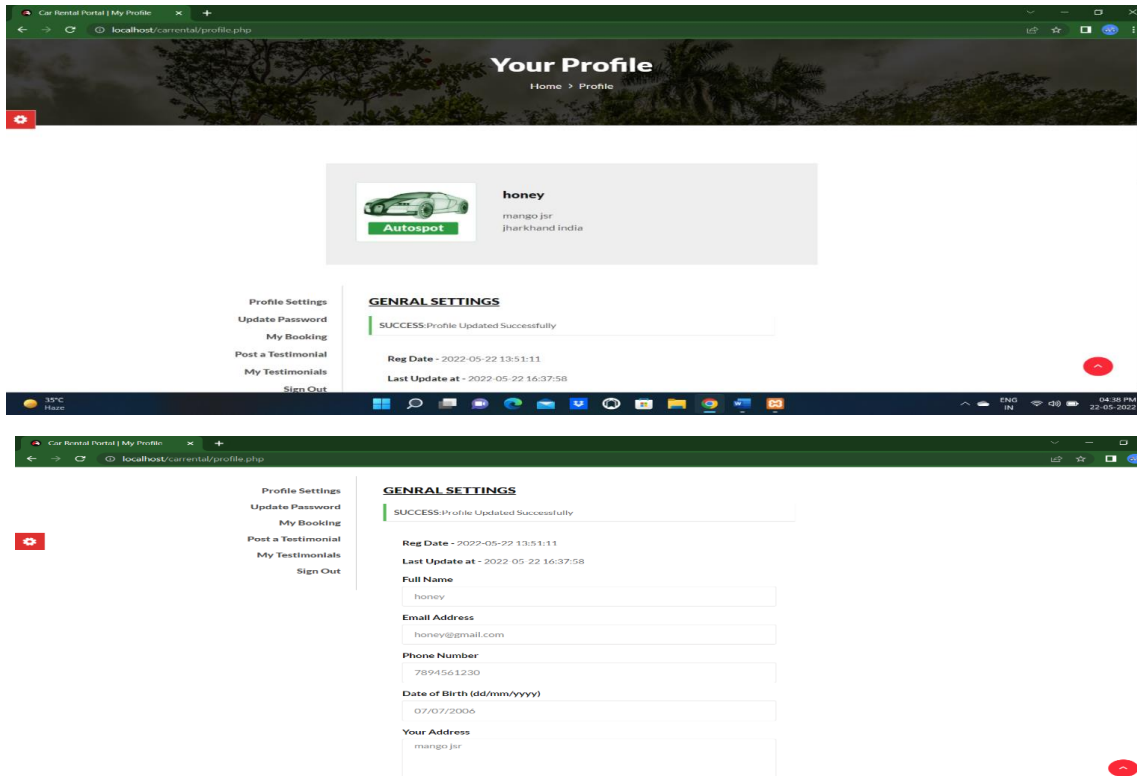 Car Rental Portal | My Profile
localhost/carrental/profile.php
Your Profile
Home > Profile
Autospot
honey
mango jsr
jharkhand india
Profile Settings
Update Password
My Booking
Post a Testimonial
My Testimonials
Sign Out
GENRAL SETTINGS
SUCCESS:Profile Updated Successfully
Reg Date - 2022-05-22 13:51:11
Last Update at - 2022-05-22 16:37:58
35°C
Haze
ENG
IN
04:38 PM
22-05-2022
Car Rental Portal | My Profile
localhost/carrental/profile.php
Profile Settings
Update Password
My Booking
Post a Testimonial
My Testimonials
Sign Out
GENRAL SETTINGS
SUCCESS:Profile Updated Successfully
Reg Date - 2022-05-22 13:51:11
Last Update at - 2022-05-22 16:37:58
Full Name
honey
Email Address
honey@gmail.com
Phone Number
7894561230
Date of Birth (dd/mm/yyyy)
07/07/2006
Your Address
mango jsr